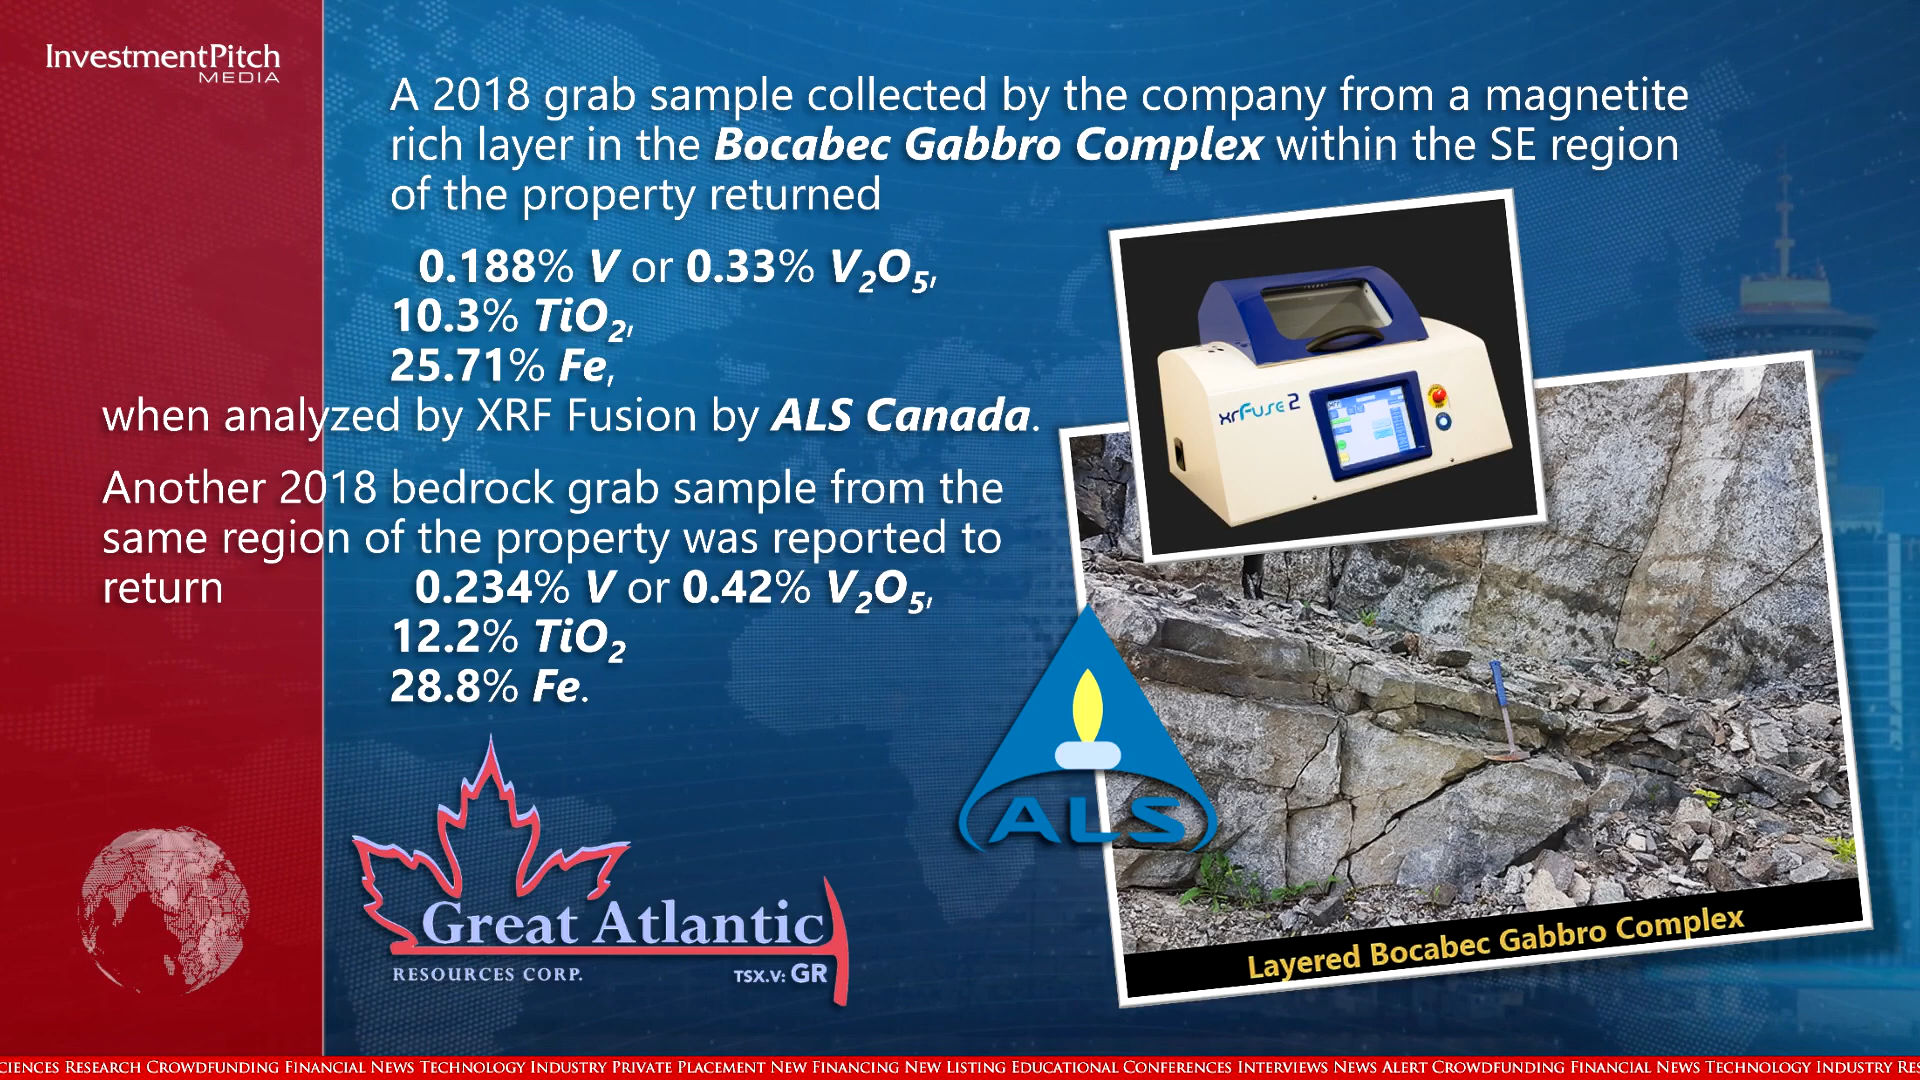 InvestmentPitch
MEDIA
A 2018 grab sample collected by the company from a magnetite
rich layer in the Bocabec Gabbro Complex within the SE region
of the property returned
0.188% V or 0.33% V₂O₅,
10.3% TiO₂,
25.71% Fe,
when analyzed by XRF Fusion by ALS Canada.
Another 2018 bedrock grab sample from the
same region of the property was reported to
return 0.234% V or 0.42% V₂O₅,
12.2% TiO₂
28.8% Fe.
xrFuse 2
ALS
Great Atlantic
RESOURCES CORP. TSX.V: GR
Layered Bocabec Gabbro Complex
CIENCES RESEARCH CROWDFUNDING FINANCIAL NEWS TECHNOLOGY INDUSTRY PRIVATE PLACEMENT NEW FINANCING NEW LISTING EDUCATIONAL CONFERENCES INTERVIEWS NEWS ALERT CROWDFUNDING FINANCIAL NEWS TECHNOLOGY INDUSTRY RES